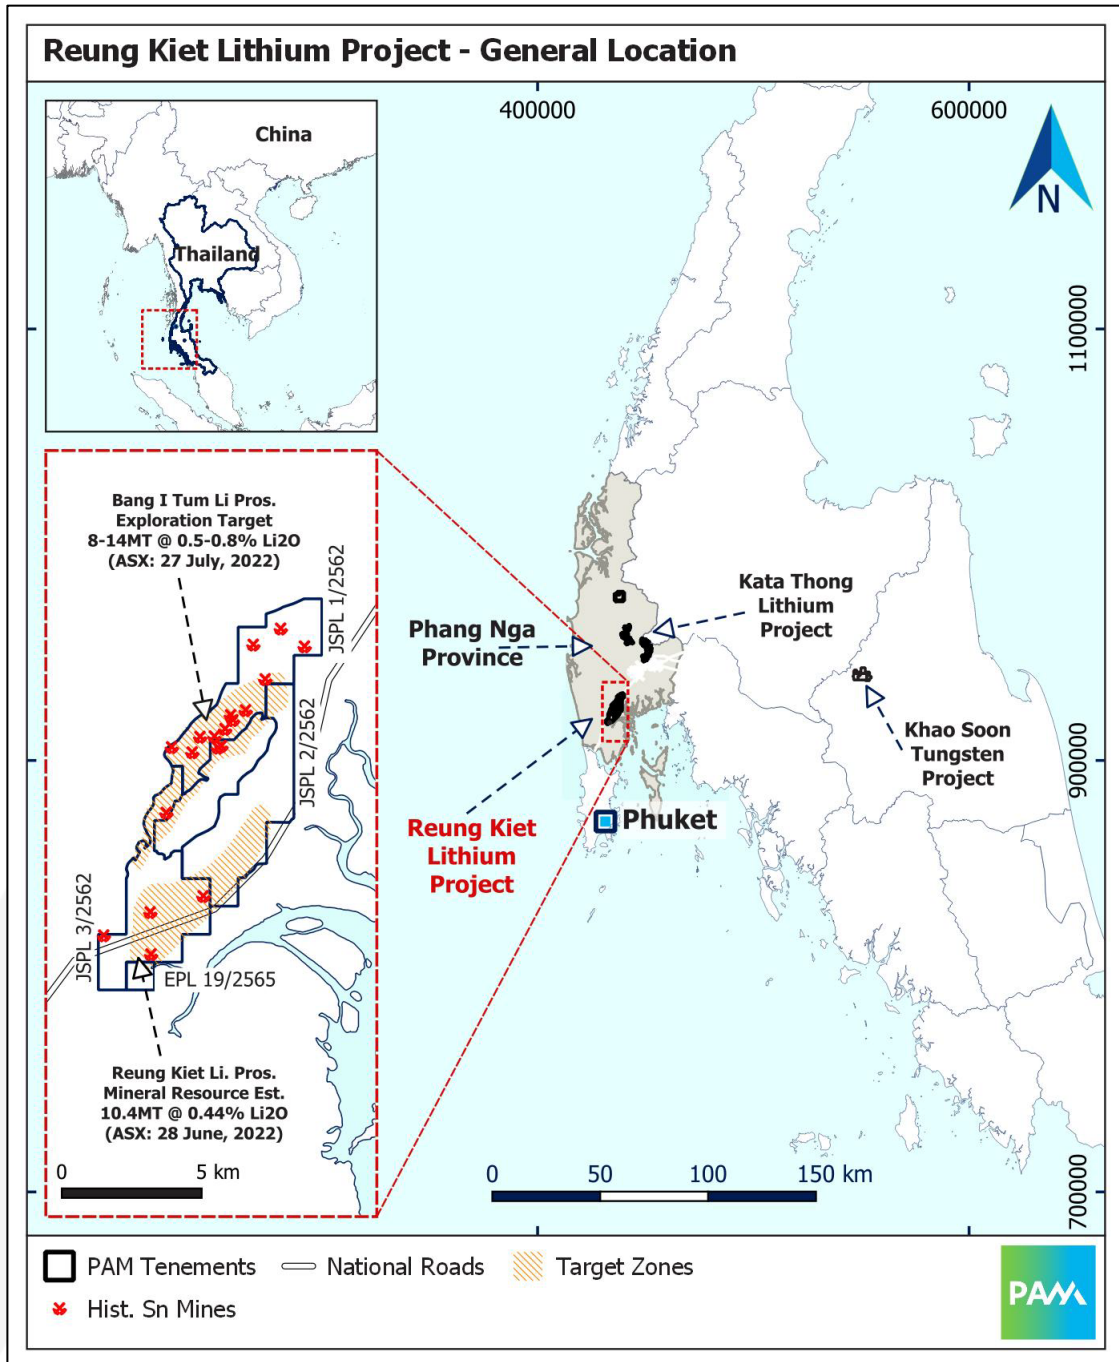 Reung Kiet Lithium Project - General Location
400000
600000
China
Thailand
N
1100000
Bang I Tum Li Pros.
Exploration Target
8-14MT @ 0.5-0.8% Li2O
(ASX: 27 July, 2022)
JSPL 1/2562
JSPL 2/2562
JSPL 3/2562
EPL 19/2565
Reung Kiet Li. Pros.
Mineral Resource Est.
10.4MT @ 0.44% Li2O
(ASX: 28 June, 2022)
0
5 km
Phang Nga
Province
Kata Thong
Lithium
Project
Khao Soon
Tungsten
Project
900000
Reung Kiet
Lithium
Project
Phuket
0
50
100
150 km
700000
PAM Tenements
National Roads
Target Zones
Hist. Sn Mines
PAM